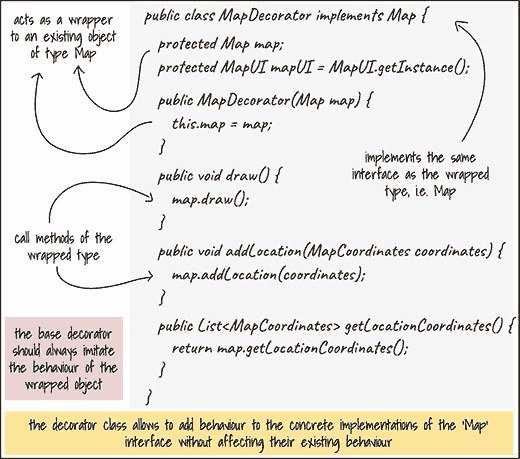 acts as a wrapper
to an existing object
of type Map
public class MapDecorator implements Map {
protected Map map;
protected MapUI mapUI = MapUI.getInstance();
public MapDecorator(Map map) {
this.map = map;
}
implements the same
interface as the wrapped
type, i.e. Map
public void draw() {
map.draw();
}
call methods of the
wrapped type
public void addLocation(MapCoordinates coordinates) {
map.addLocation(coordinates);
}
public List<MapCoordinates> getLocationCoordinates() {
return map.getLocationCoordinates();
}
}
the base decorator
should always imitate
the behaviour of the
wrapped object
the decorator class allows to add behaviour to the concrete implementations of the 'Map'
interface without affecting their existing behaviour